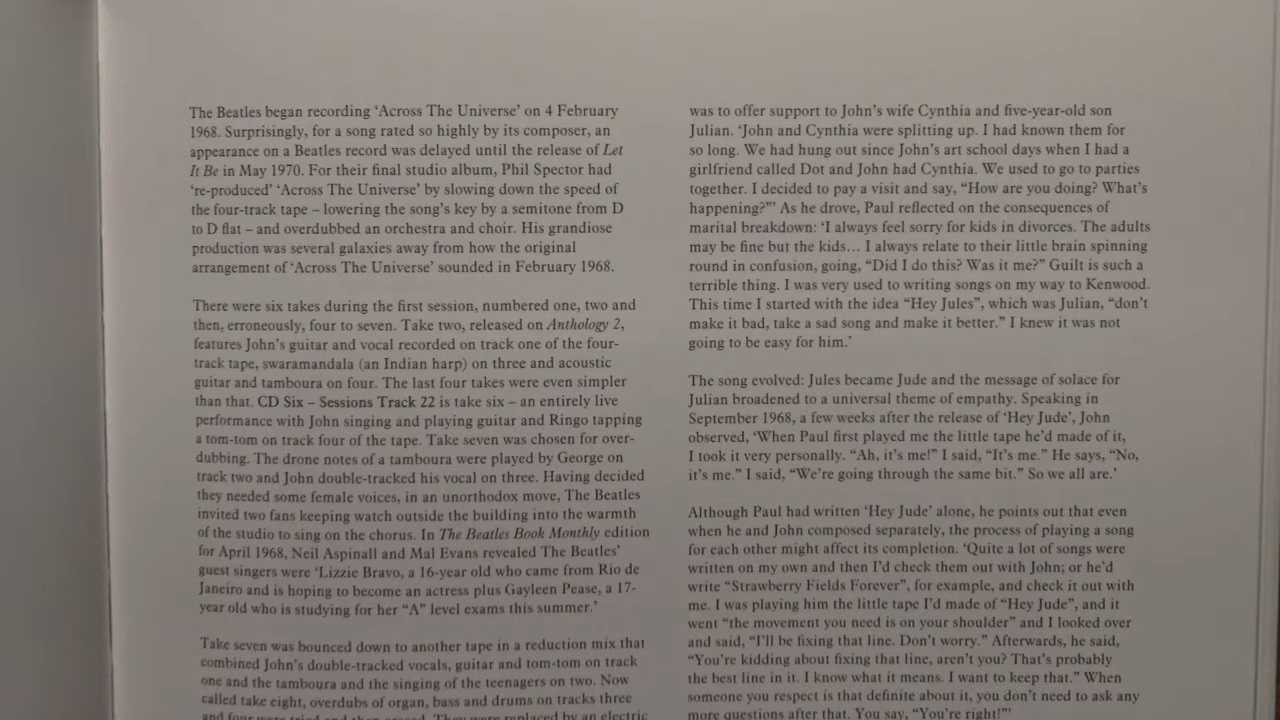 The Beatles began recording ‘Across The Universe’ on 4 February
1968. Surprisingly, for a song rated so highly by its composer, an
appearance on a Beatles record was delayed until the release of Let
It Be in May 1970. For their final studio album, Phil Spector had
‘re-produced’ ‘Across The Universe’ by slowing down the speed of
the four-track tape – lowering the song’s key by a semitone from D
to D flat – and overdubbed an orchestra and choir. His grandiose
production was several galaxies away from how the original
arrangement of ‘Across The Universe’ sounded in February 1968.
There were six takes during the first session, numbered one, two and
then, erroneously, four to seven. Take two, released on Anthology 2,
features John’s guitar and vocal recorded on track one of the four-
track tape, swaramandala (an Indian harp) on three and acoustic
guitar and tamboura on four. The last four takes were even simpler
than that. CD Six – Sessions Track 22 is take six – an entirely live
performance with John singing and playing guitar and Ringo tapping
a tom-tom on track four of the tape. Take seven was chosen for over-
dubbing. The drone notes of a tamboura were played by George on
track two and John double-tracked his vocal on three. Having decided
they needed some female voices, in an unorthodox move, The Beatles
invited two fans keeping watch outside the building into the warmth
of the studio to sing on the chorus. In The Beatles Book Monthly edition
for April 1968, Neil Aspinall and Mal Evans revealed The Beatles’
guest singers were ‘Lizzie Bravo, a 16-year old who came from Rio de
Janeiro and is hoping to become an actress plus Gayleen Pease, a 17-
year old who is studying for her “A” level exams this summer.’
Take seven was bounced down to another tape in a reduction mix that
combined John’s double-tracked vocals, guitar and tom-tom on track
one and the tamboura and the singing of the teenagers on two. Now
called take eight, overdubs of organ, bass and drums on tracks three
and four were tried and then erased. They were replaced by an electric
was to offer support to John’s wife Cynthia and five-year-old son
Julian. ‘John and Cynthia were splitting up. I had known them for
so long. We had hung out since John’s art school days when I had a
girlfriend called Dot and John had Cynthia. We used to go to parties
together. I decided to pay a visit and say, “How are you doing? What’s
happening?”’ As he drove, Paul reflected on the consequences of
marital breakdown: ‘I always feel sorry for kids in divorces. The adults
may be fine but the kids… I always relate to their little brain spinning
round in confusion, going, “Did I do this? Was it me?” Guilt is such a
terrible thing. I was very used to writing songs on my way to Kenwood.
This time I started with the idea “Hey Jules”, which was Julian, “don’t
make it bad, take a sad song and make it better.” I knew it was not
going to be easy for him.’
The song evolved: Jules became Jude and the message of solace for
Julian broadened to a universal theme of empathy. Speaking in
September 1968, a few weeks after the release of ‘Hey Jude’, John
observed, ‘When Paul first played me the little tape he’d made of it,
I took it very personally. “Ah, it’s me!” I said, “It’s me.” He says, “No,
it’s me.” I said, “We’re going through the same bit.” So we all are.’
Although Paul had written ‘Hey Jude’ alone, he points out that even
when he and John composed separately, the process of playing a song
for each other might affect its completion. ‘Quite a lot of songs were
written on my own and then I’d check them out with John; or he’d
write “Strawberry Fields Forever”, for example, and check it out with
me. I was playing him the little tape I’d made of “Hey Jude”, and it
went “the movement you need is on your shoulder” and I looked over
and said, “I’ll be fixing that line. Don’t worry.” Afterwards, he said,
“You’re kidding about fixing that line, aren’t you? That’s probably
the best line in it. I know what it means. I want to keep that.” When
someone you respect is that definite about it, you don’t need to ask any
more questions after that. You say, “You’re right!”’